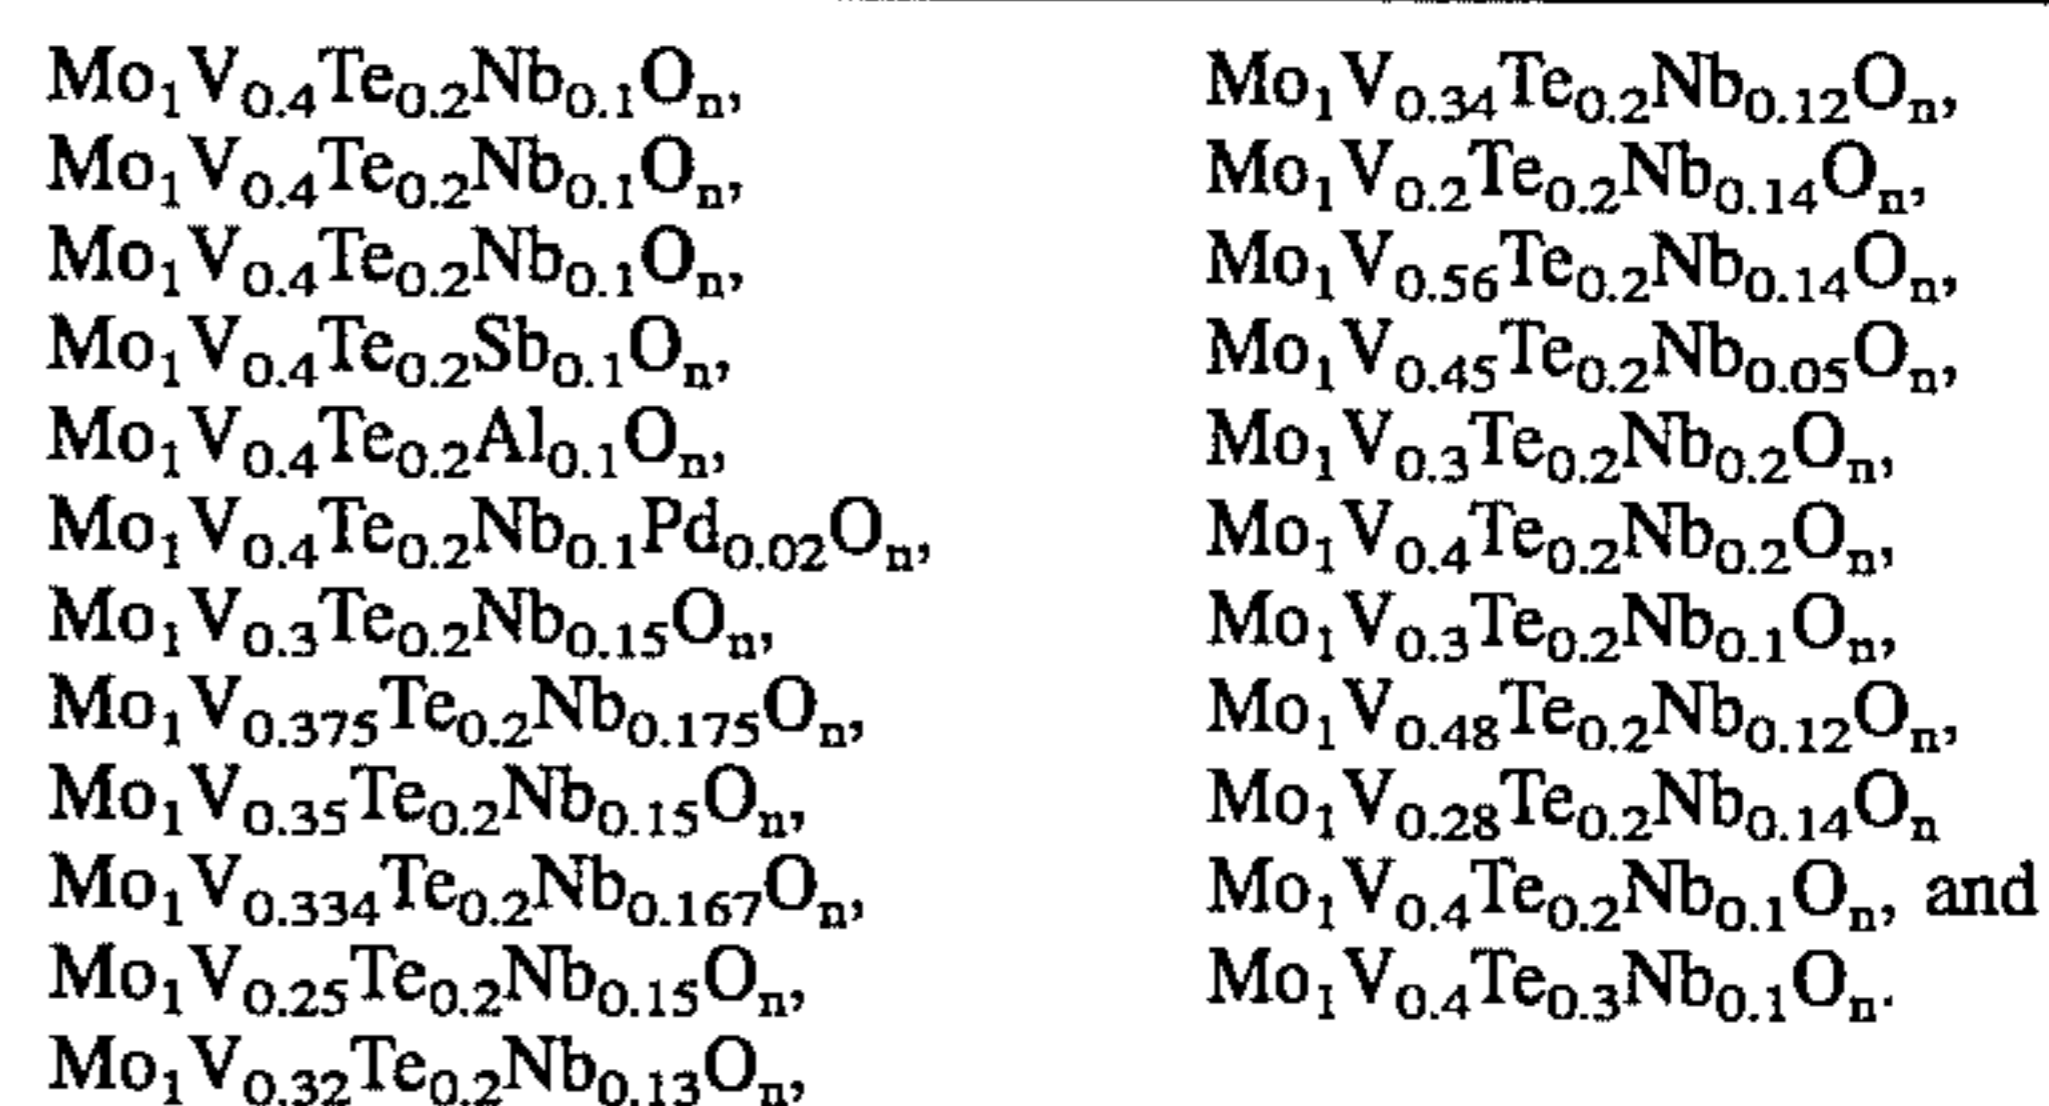 Mo₁V₀.₄Te₀.₂Nb₀.₁Oₙ,
Mo₁V₀.₄Te₀.₂Nb₀.₁Oₙ,
Mo₁V₀.₄Te₀.₂Nb₀.₁Oₙ,
Mo₁V₀.₄Te₀.₂Sb₀.₁Oₙ,
Mo₁V₀.₄Te₀.₂Al₀.₁Oₙ,
Mo₁V₀.₄Te₀.₂Nb₀.₁Pd₀.₀₂Oₙ,
Mo₁V₀.₃Te₀.₂Nb₀.₁₅Oₙ,
Mo₁V₀.₃₇₅Te₀.₂Nb₀.₁₇₅Oₙ,
Mo₁V₀.₃₅Te₀.₂Nb₀.₁₅Oₙ,
Mo₁V₀.₃₃₄Te₀.₂Nb₀.₁₆₇Oₙ,
Mo₁V₀.₂₅Te₀.₂Nb₀.₁₅Oₙ,
Mo₁V₀.₃₂Te₀.₂Nb₀.₁₃Oₙ,
Mo₁V₀.₃₄Te₀.₂Nb₀.₁₂Oₙ,
Mo₁V₀.₂Te₀.₂Nb₀.₁₄Oₙ,
Mo₁V₀.₅₆Te₀.₂Nb₀.₁₄Oₙ,
Mo₁V₀.₄₅Te₀.₂Nb₀.₀₅Oₙ,
Mo₁V₀.₃Te₀.₂Nb₀.₂Oₙ,
Mo₁V₀.₄Te₀.₂Nb₀.₂Oₙ,
Mo₁V₀.₃Te₀.₂Nb₀.₁Oₙ,
Mo₁V₀.₄₈Te₀.₂Nb₀.₁₂Oₙ,
Mo₁V₀.₂₈Te₀.₂Nb₀.₁₄Oₙ
Mo₁V₀.₄Te₀.₂Nb₀.₁Oₙ, and
Mo₁V₀.₄Te₀.₃Nb₀.₁Oₙ.